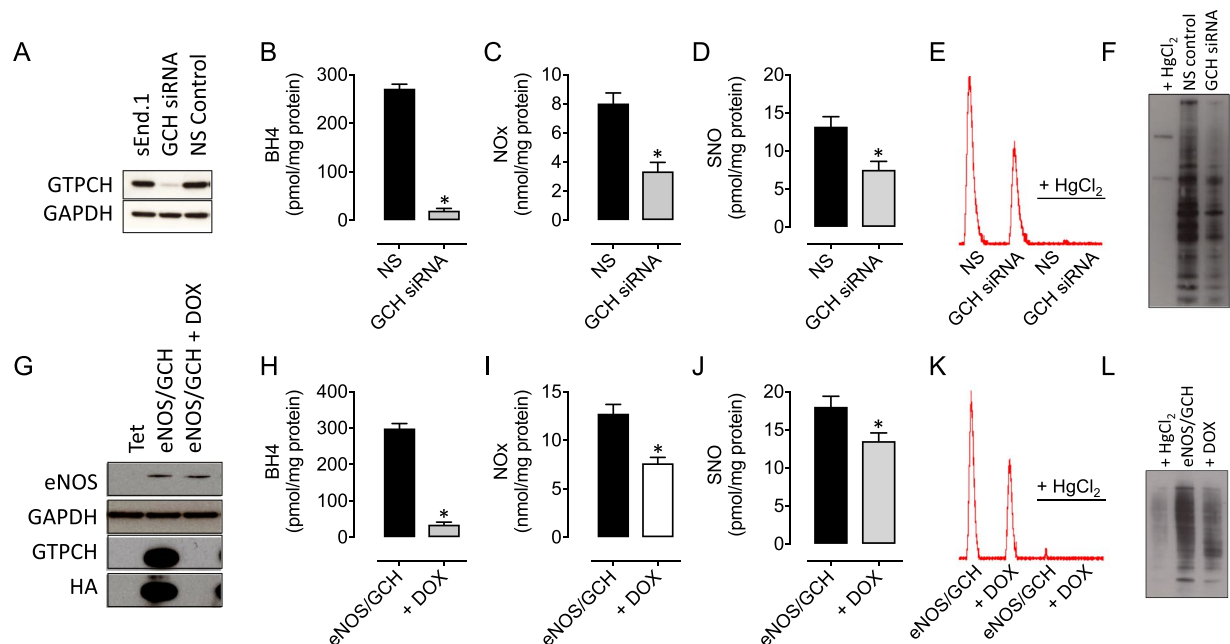 A
sEnd.1
GCH siRNA
NS Control
GTPCH
GAPDH
B
BH4
(pmol/mg protein)
300
200
100
0
*
NS
GCH siRNA
C
NOx
(nmol/mg protein)
10
8
6
4
2
0
*
NS
GCH siRNA
D
SNO
(pmol/mg protein)
20
15
10
5
0
*
NS
GCH siRNA
E
+ HgCl₂
NS
GCH siRNA
NS
GCH siRNA
F
+ HgCl₂
NS control
GCH siRNA
G
Tet
eNOS/GCH
eNOS/GCH + DOX
eNOS
GAPDH
GTPCH
HA
H
BH4
(pmol/mg protein)
400
300
200
100
0
*
eNOS/GCH
+ DOX
I
NOx
(nmol/mg protein)
15
10
5
0
*
eNOS/GCH
+ DOX
J
SNO
(pmol/mg protein)
20
15
10
5
0
*
eNOS/GCH
+ DOX
K
+ HgCl₂
eNOS/GCH
+ DOX
eNOS/GCH
+ DOX
L
+ HgCl₂
eNOS/GCH
+ DOX